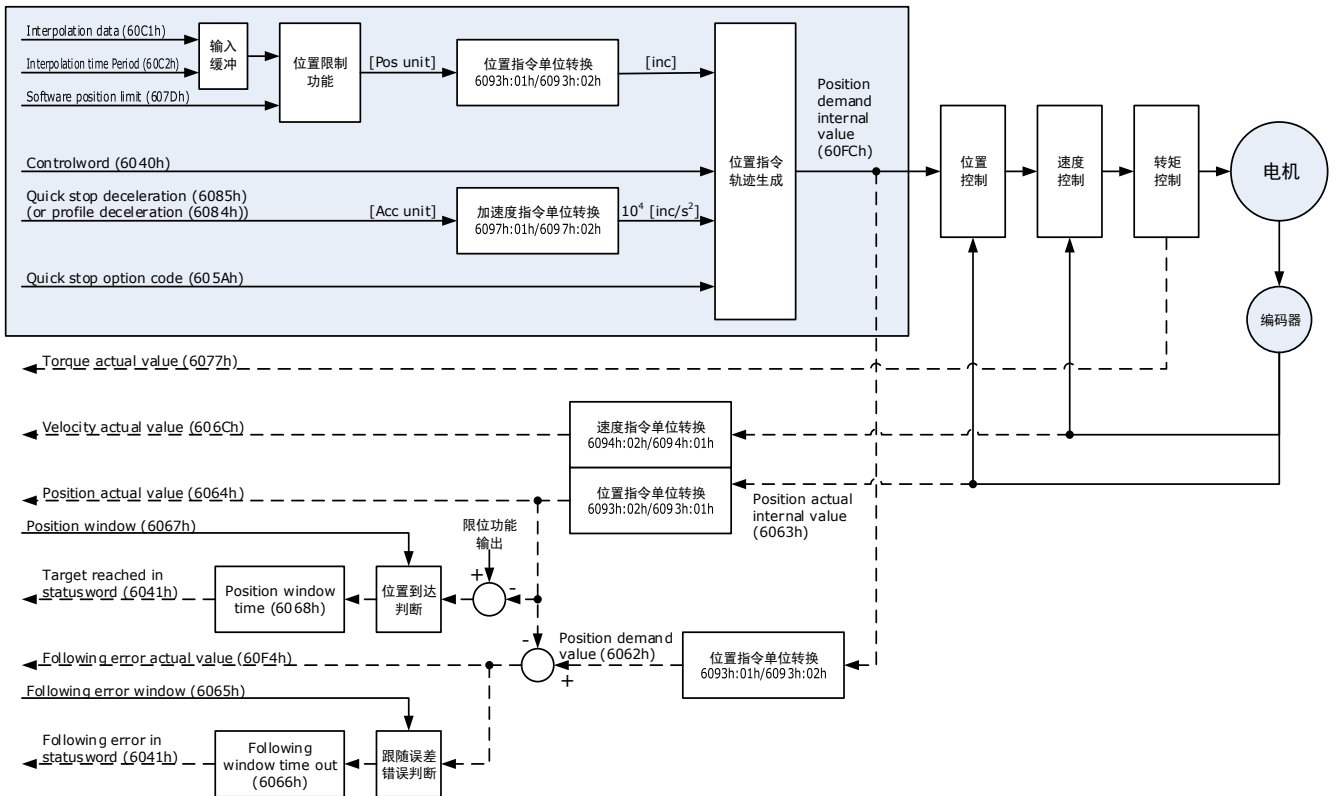 Interpolation data (60C1h)
Interpolation time Period (60C2h)
Software position limit (607Dh)
输入
缓冲
位置限制
功能
[Pos unit]
位置指令单位转换
6093h:01h/6093h:02h
[inc]
Controlword (6040h)
Quick stop deceleration (6085h)
(or profile deceleration (6084h))
[Acc unit]
加速度指令单位转换
6097h:01h/6097h:02h
10⁴ [inc/s²]
Quick stop option code (605Ah)
位置指令
轨迹生成
Position
demand
internal
value
(60FCh)
位置
控制
速度
控制
转矩
控制
电机
编码器
Torque actual value (6077h)
Velocity actual value (606Ch)
速度指令单位转换
6094h:02h/6094h:01h
Position actual value (6064h)
位置指令单位转换
6093h:02h/6093h:01h
Position actual
internal value
(6063h)
Position window (6067h)
限位功能
输出
+
-
Target reached in
statusword (6041h)
Position window
time (6068h)
位置到达
判断
-
+
Position demand
value (6062h)
位置指令单位转换
6093h:01h/6093h:02h
Following error actual value (60F4h)
Following error window (6065h)
Following error in
statusword (6041h)
Following
window time out
(6066h)
跟随误差
错误判断